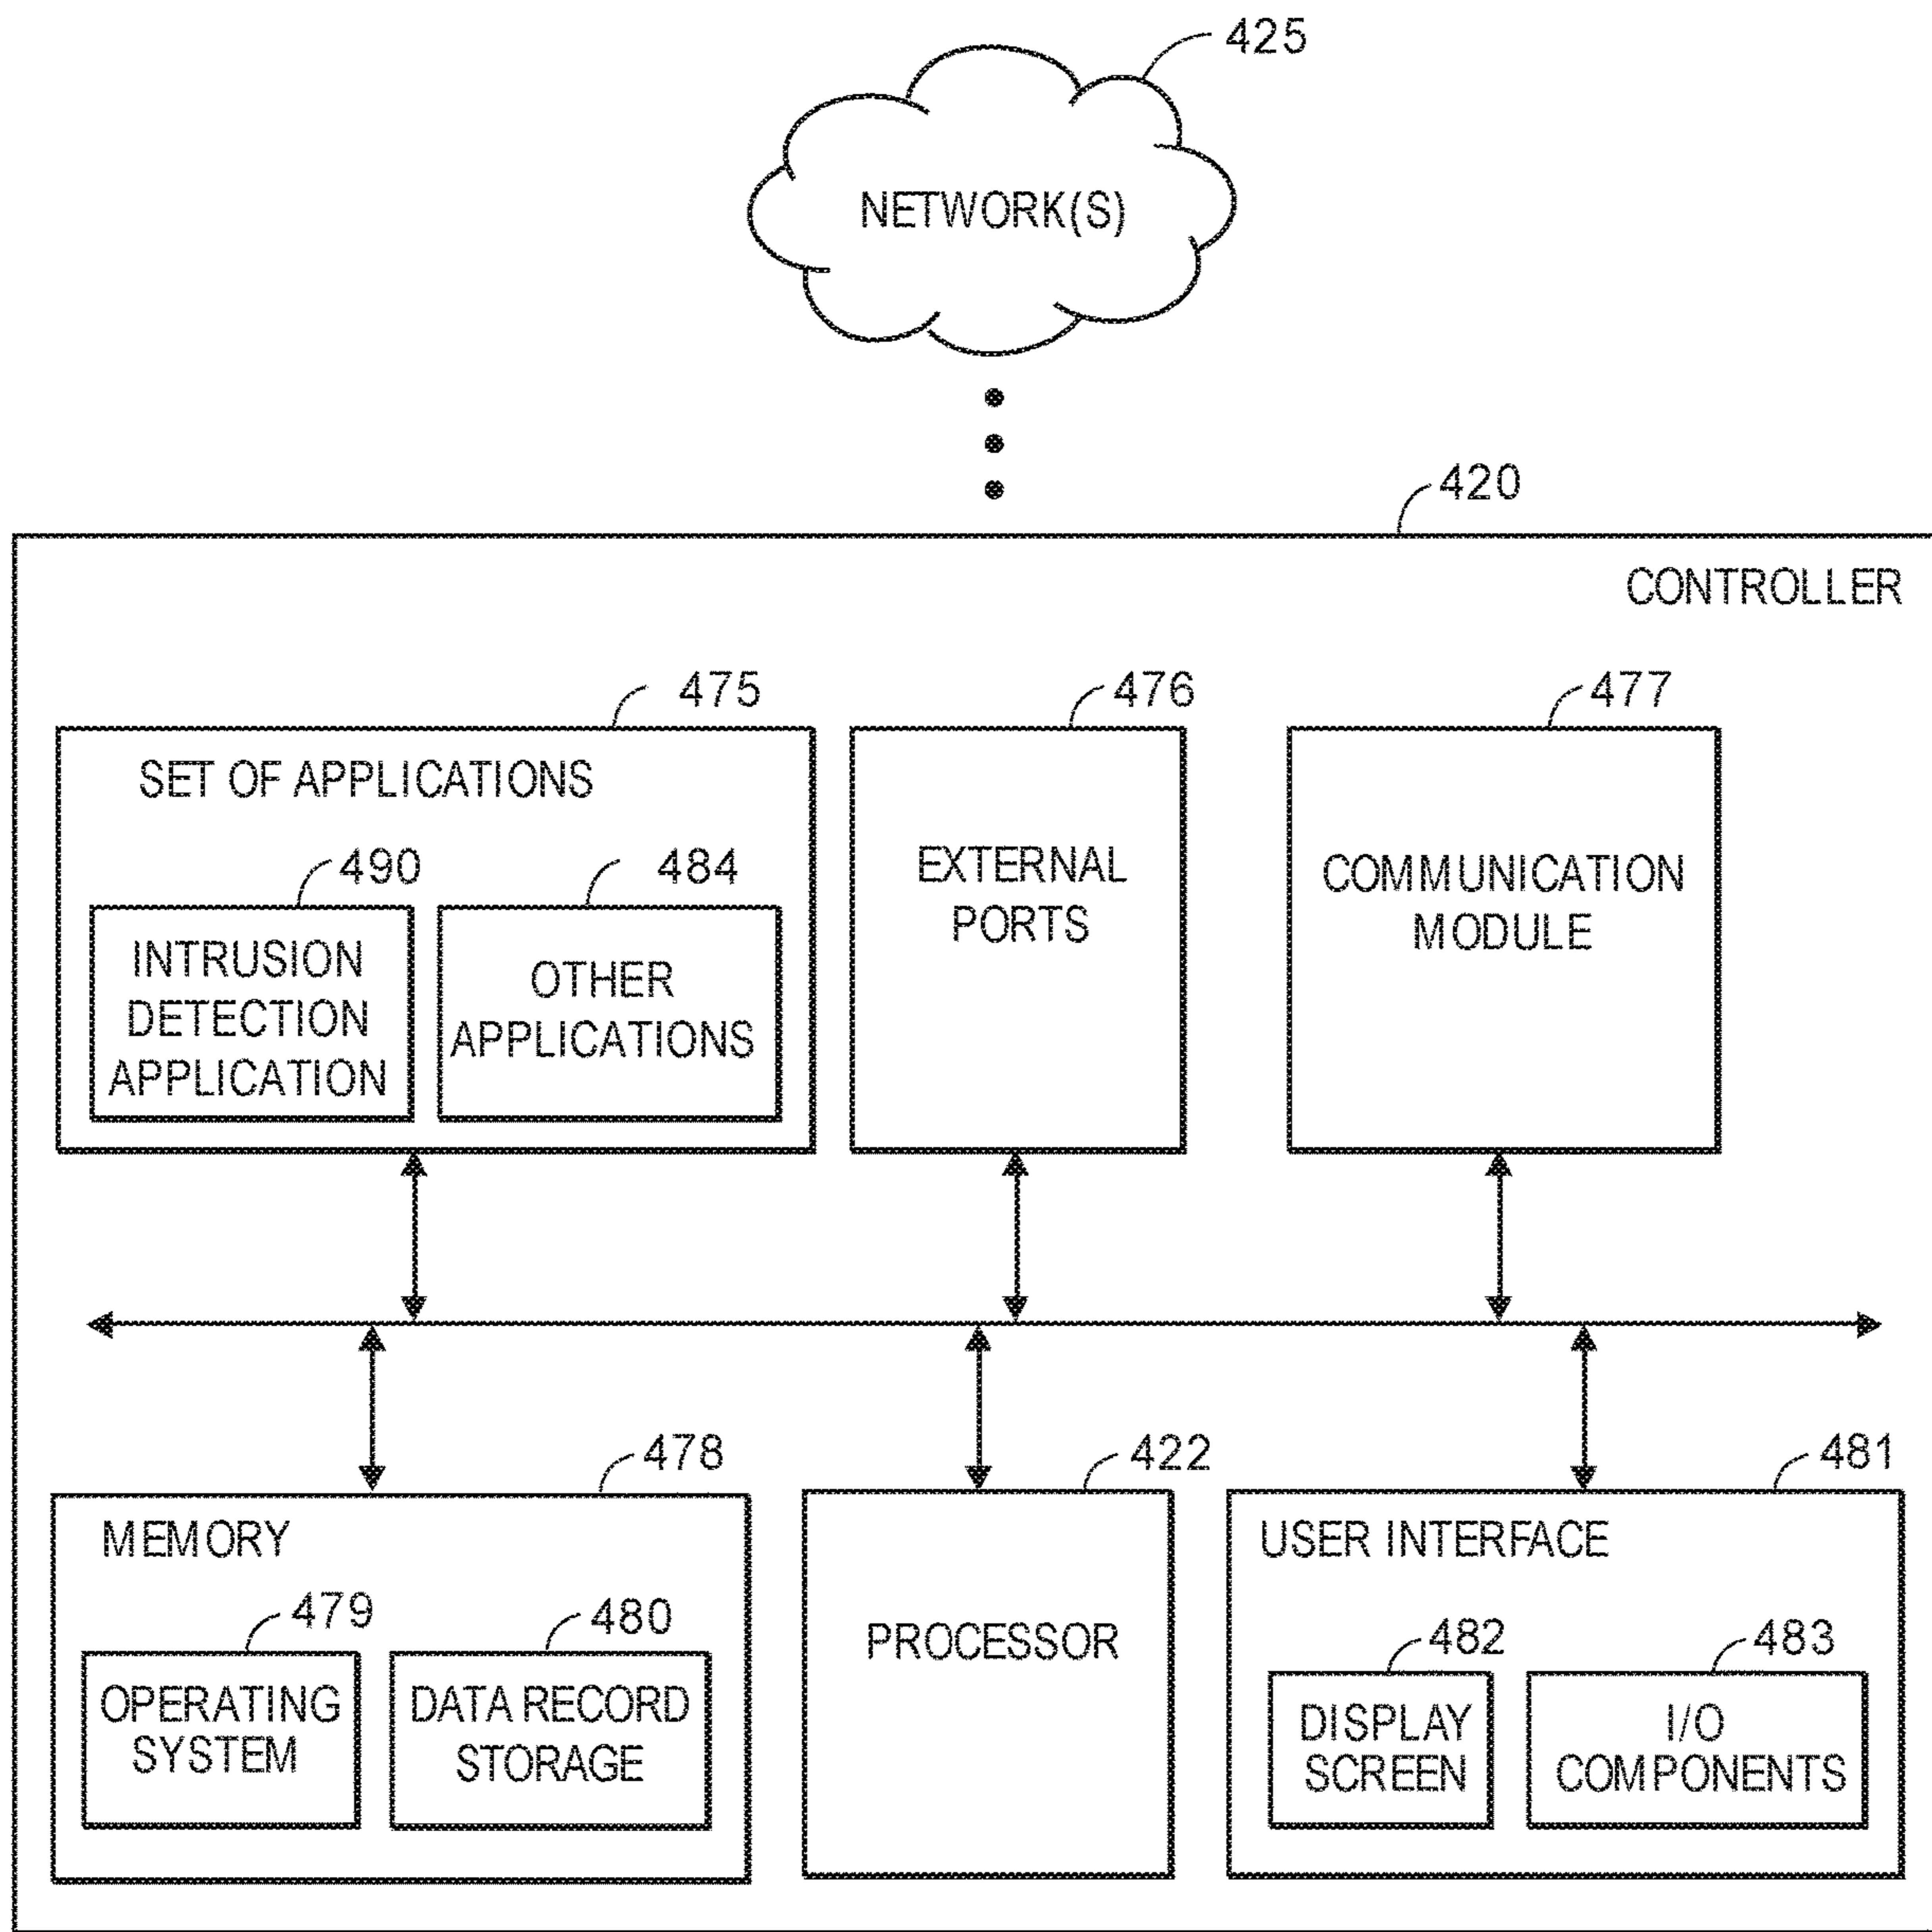 425
NETWORK(S)
420
CONTROLLER
475
476
477
SET OF APPLICATIONS
490
484
INTRUSION
DETECTION
APPLICATION
OTHER
APPLICATIONS
EXTERNAL
PORTS
COMMUNICATION
MODULE
478
422
481
MEMORY
479
480
OPERATING
SYSTEM
DATA RECORD
STORAGE
PROCESSOR
USER INTERFACE
482
483
DISPLAY
SCREEN
I/O
COMPONENTS